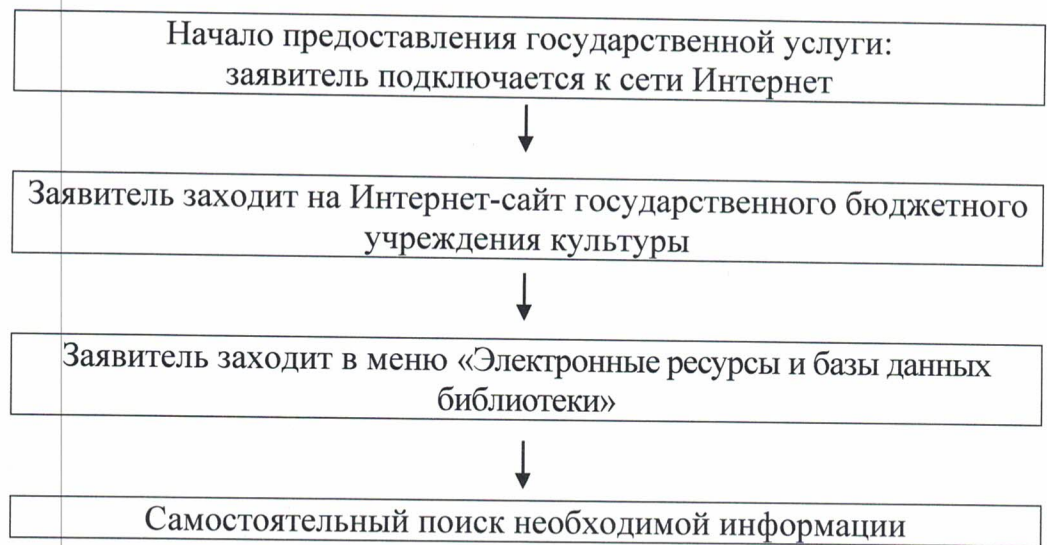 Начало предоставления государственной услуги:
заявитель подключается к сети Интернет
Заявитель заходит на Интернет-сайт государственного бюджетного
учреждения культуры
Заявитель заходит в меню «Электронные ресурсы и базы данных
библиотеки»
Самостоятельный поиск необходимой информации